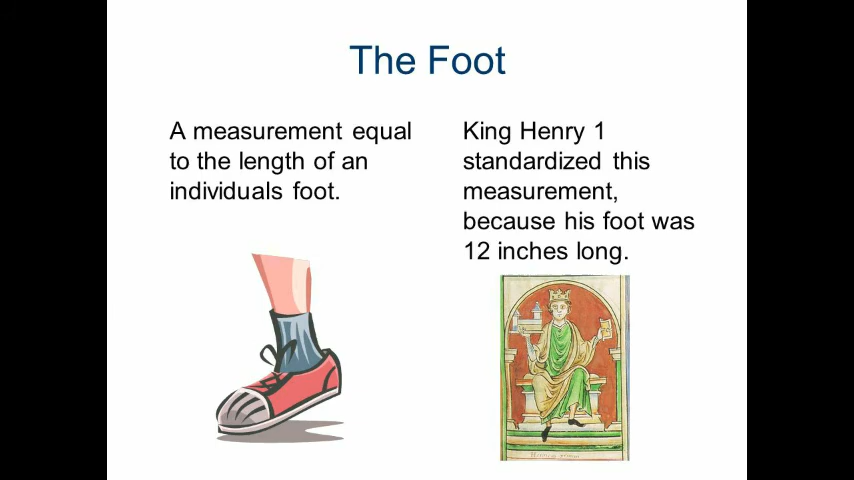 The Foot
A measurement equal
to the length of an
individuals foot.
King Henry 1
standardized this
measurement,
because his foot was
12 inches long.